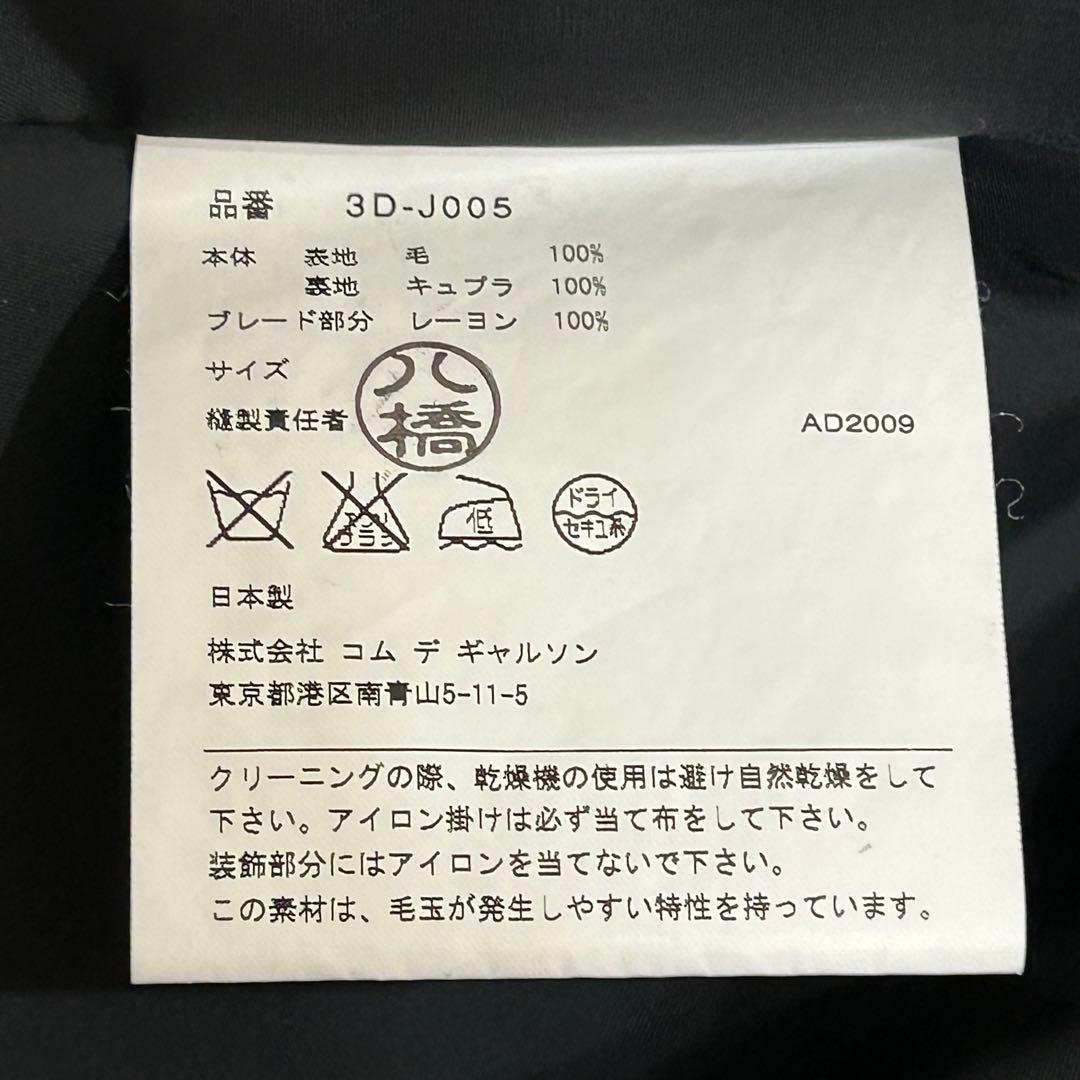 品番 3D-J005
本体 表地 毛 100%
裏地 キュプラ 100%
ブレード部分 レーヨン 100%
サイズ
縫製責任者 八橋
AD2009
低 ドライ
セキユ系
日本製
株式会社 コム デ ギャルソン
東京都港区南青山5-11-5
クリーニングの際、乾燥機の使用は避け自然乾燥をして
下さい。アイロン掛けは必ず当て布をして下さい。
装飾部分にはアイロンを当てないで下さい。
この素材は、毛玉が発生しやすい特性を持っています。